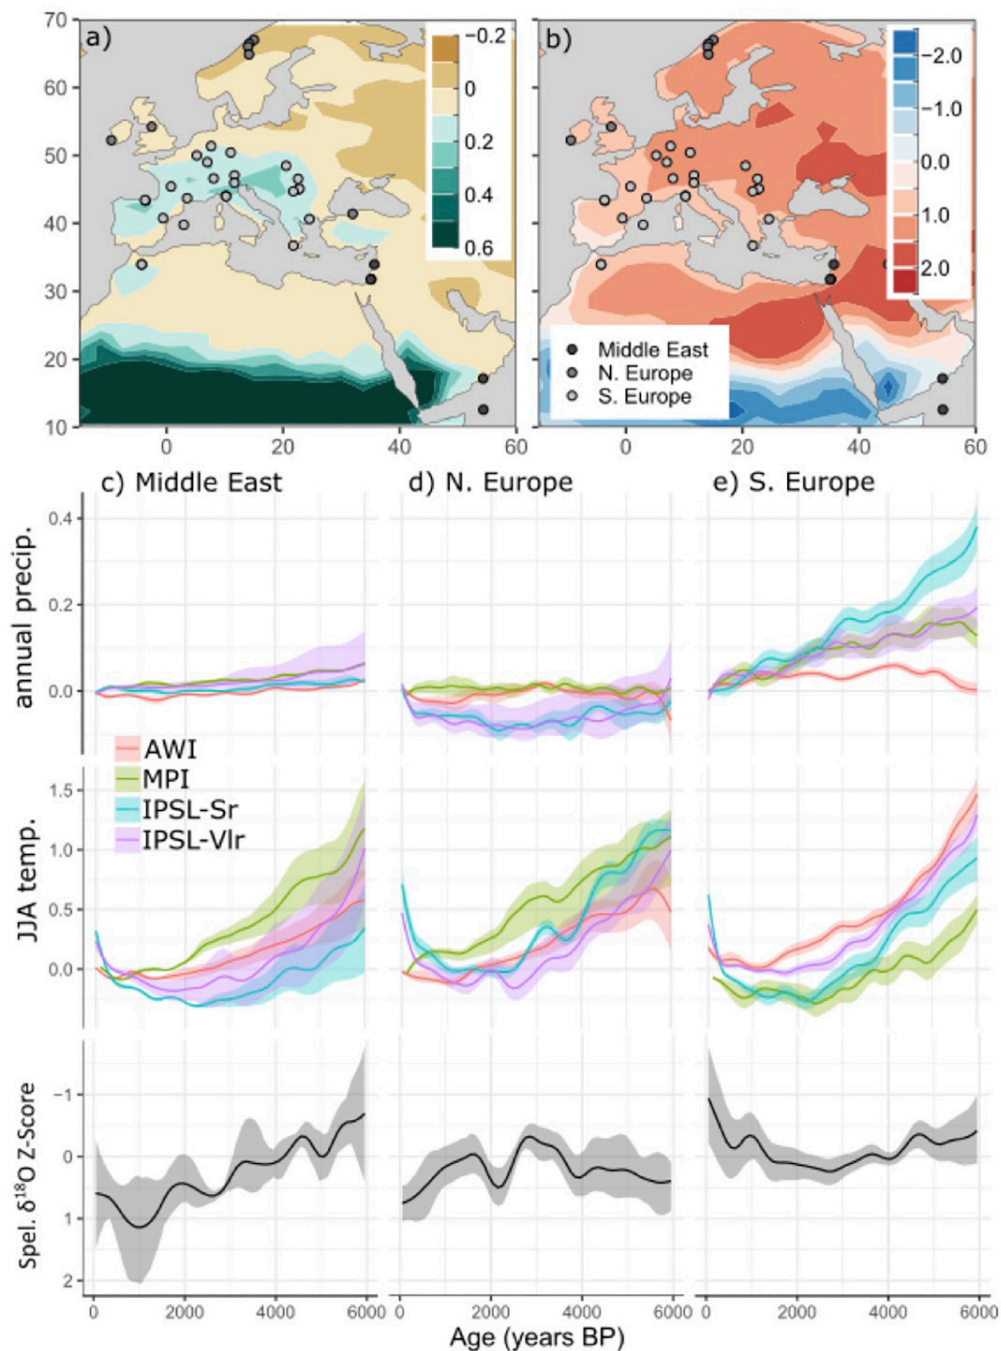 a)
b)
70
60
50
40
30
20
10
−0.2
0
0.2
0.4
0.6
−2.0
−1.0
0.0
1.0
2.0
Middle East
N. Europe
S. Europe
0 20 40 60
0 20 40 60
c) Middle East
d) N. Europe
e) S. Europe
annual precip.
0.4
0.2
0.0
AWI
MPI
IPSL-Sr
IPSL-Vlr
JJA temp.
1.5
1.0
0.5
0.0
Spel. δ¹⁸O Z-Score
−1
0
1
2
0 2000 4000 6000
2000 4000 6000
0 2000 4000 6000
Age (years BP)